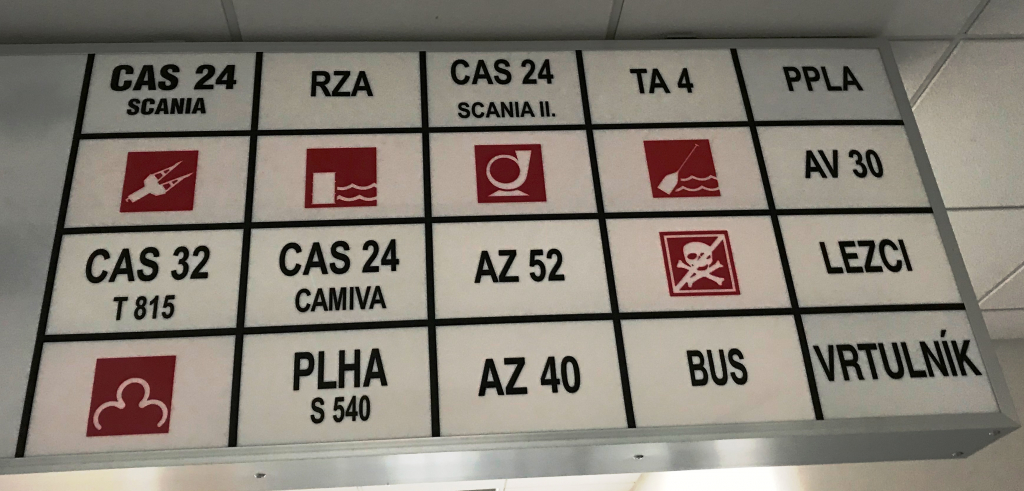 CAS 24
SCANIA
RZA
CAS 24
SCANIA II.
TA 4
PPLA
AV 30
CAS 32
T 815
CAS 24
CAMIVA
AZ 52
LEZCI
PLHA
S 540
AZ 40
BUS
VRTULNÍK